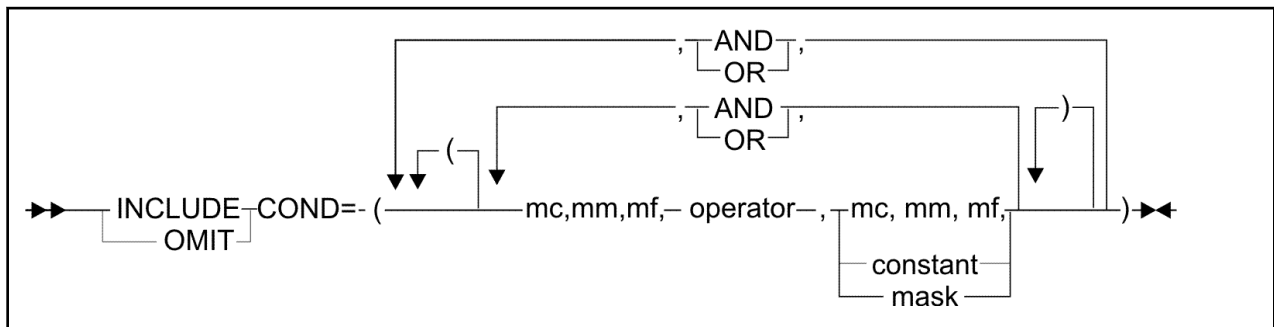 , AND ,
OR
, AND ,
OR
)
(
INCLUDE COND= ( mc,mm,mf, operator , mc, mm, mf, )
OMIT
constant
mask